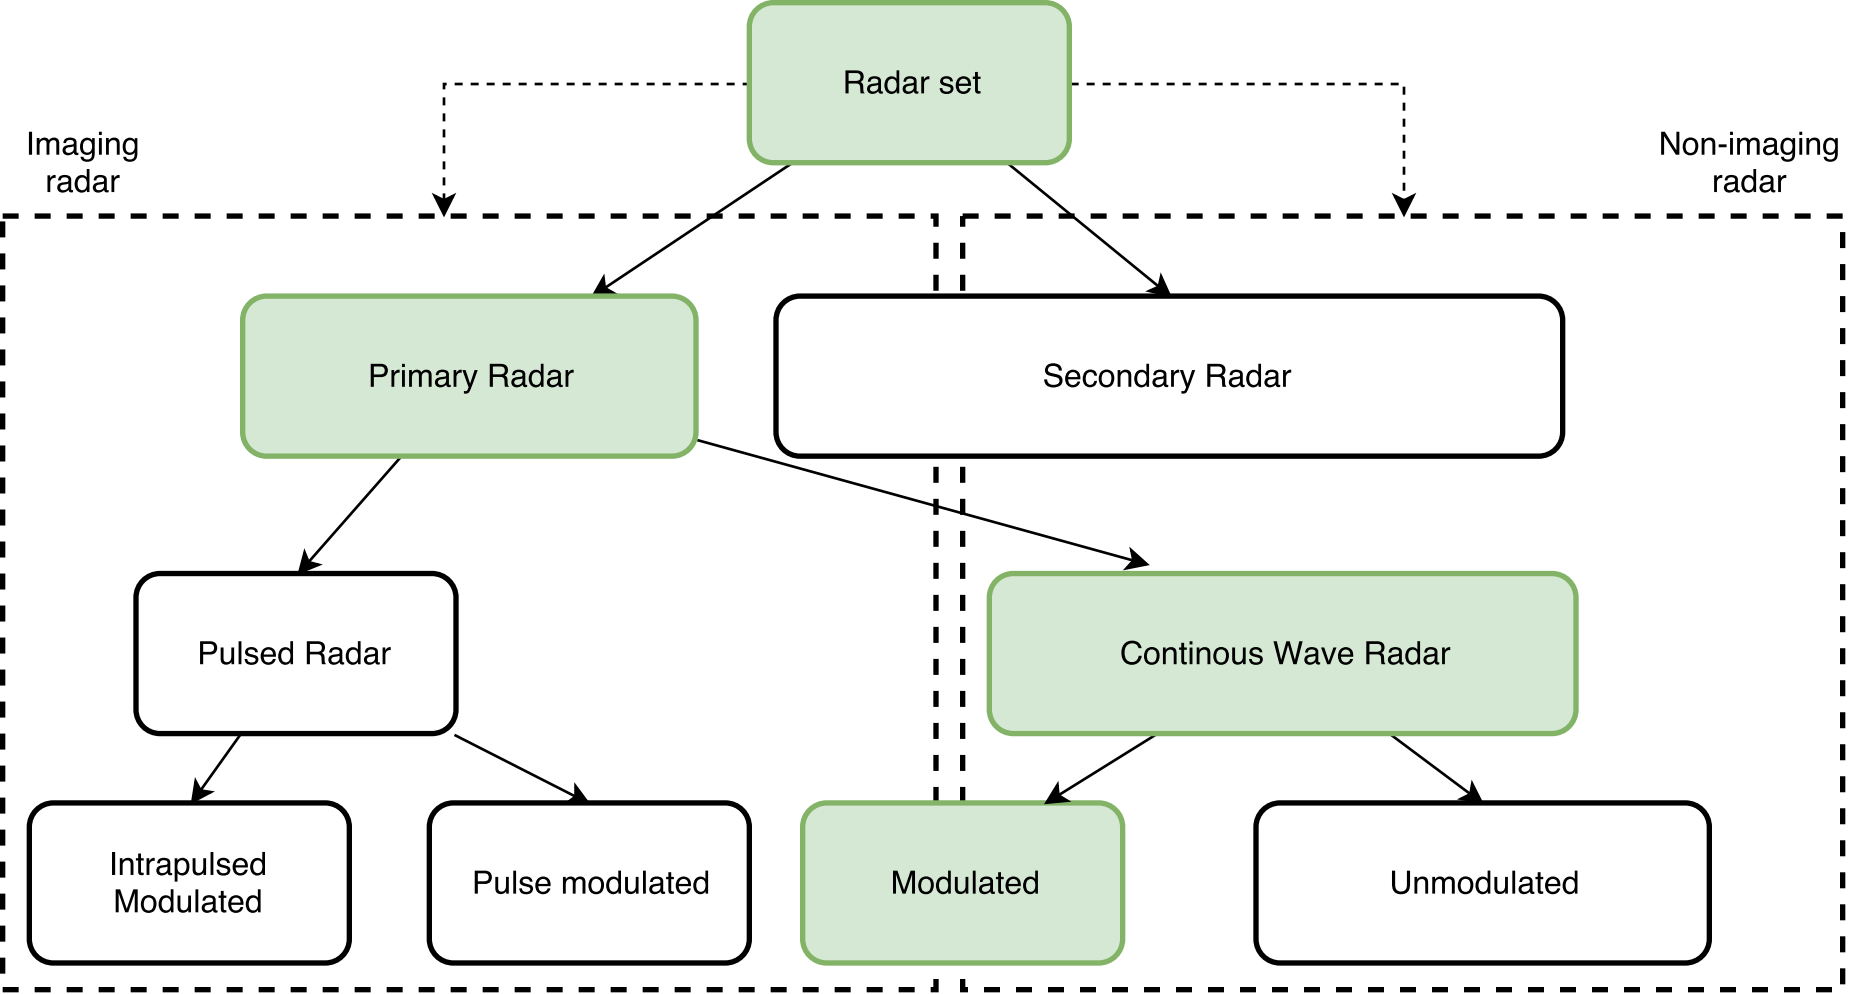 Radar set
Imaging
radar
Non-imaging
radar
Primary Radar
Secondary Radar
Pulsed Radar
Continous Wave Radar
Intrapulsed
Modulated
Pulse modulated
Modulated
Unmodulated